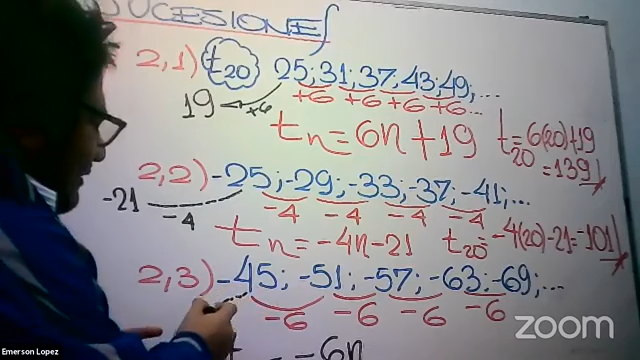 SUCESIONES
2,1) t20 25; 31; 37, 43; 49; ...
+6 +6 +6 +6 ...
19 +6
tn = 6n + 19 t20 = 6(20) + 19 = 139
2,2) -25; -29; -33; -37; -41; ...
-21 -4 -4 -4 -4 -4
tn = -4n - 21 t20 = -4(20) - 21 = -101
2,3) -45; -51; -57; -63; -69; ...
-6 -6 -6 -6
-6n
zoom
Emerson Lopez